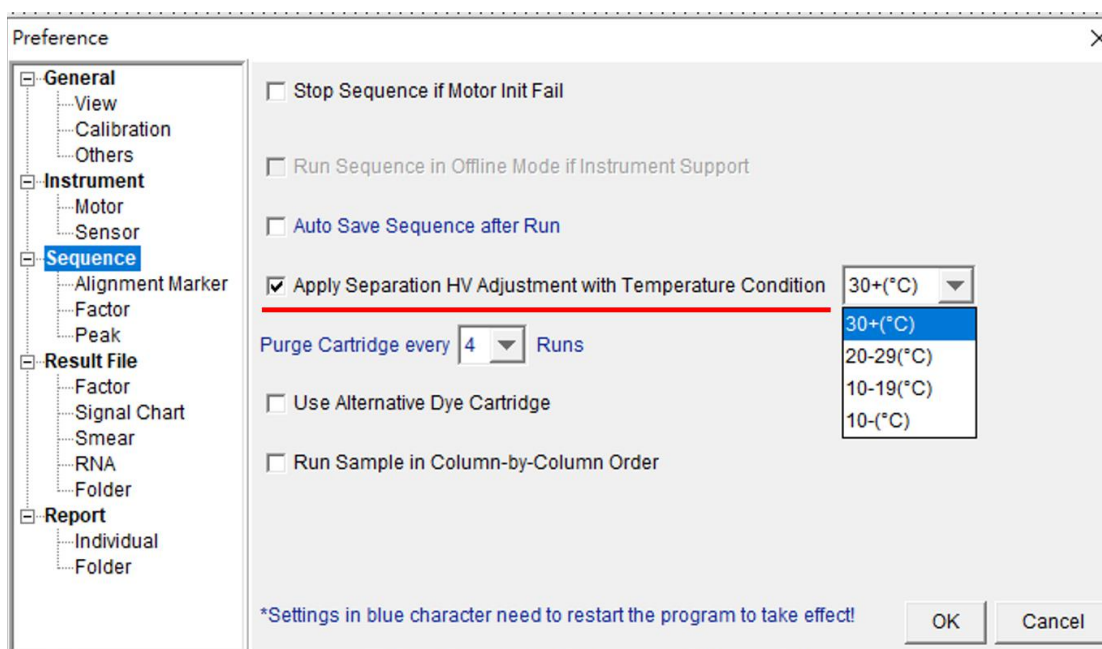 Preference
General
View
Calibration
Others
Instrument
Motor
Sensor
Sequence
Alignment Marker
Factor
Peak
Result File
Factor
Signal Chart
Smear
RNA
Folder
Report
Individual
Folder
Stop Sequence if Motor Init Fail
Run Sequence in Offline Mode if Instrument Support
Auto Save Sequence after Run
Apply Separation HV Adjustment with Temperature Condition 30+(°C)
30+(°C)
20-29(°C)
10-19(°C)
10-(°C)
Purge Cartridge every 4 Runs
Use Alternative Dye Cartridge
Run Sample in Column-by-Column Order
*Settings in blue character need to restart the program to take effect!
OK Cancel